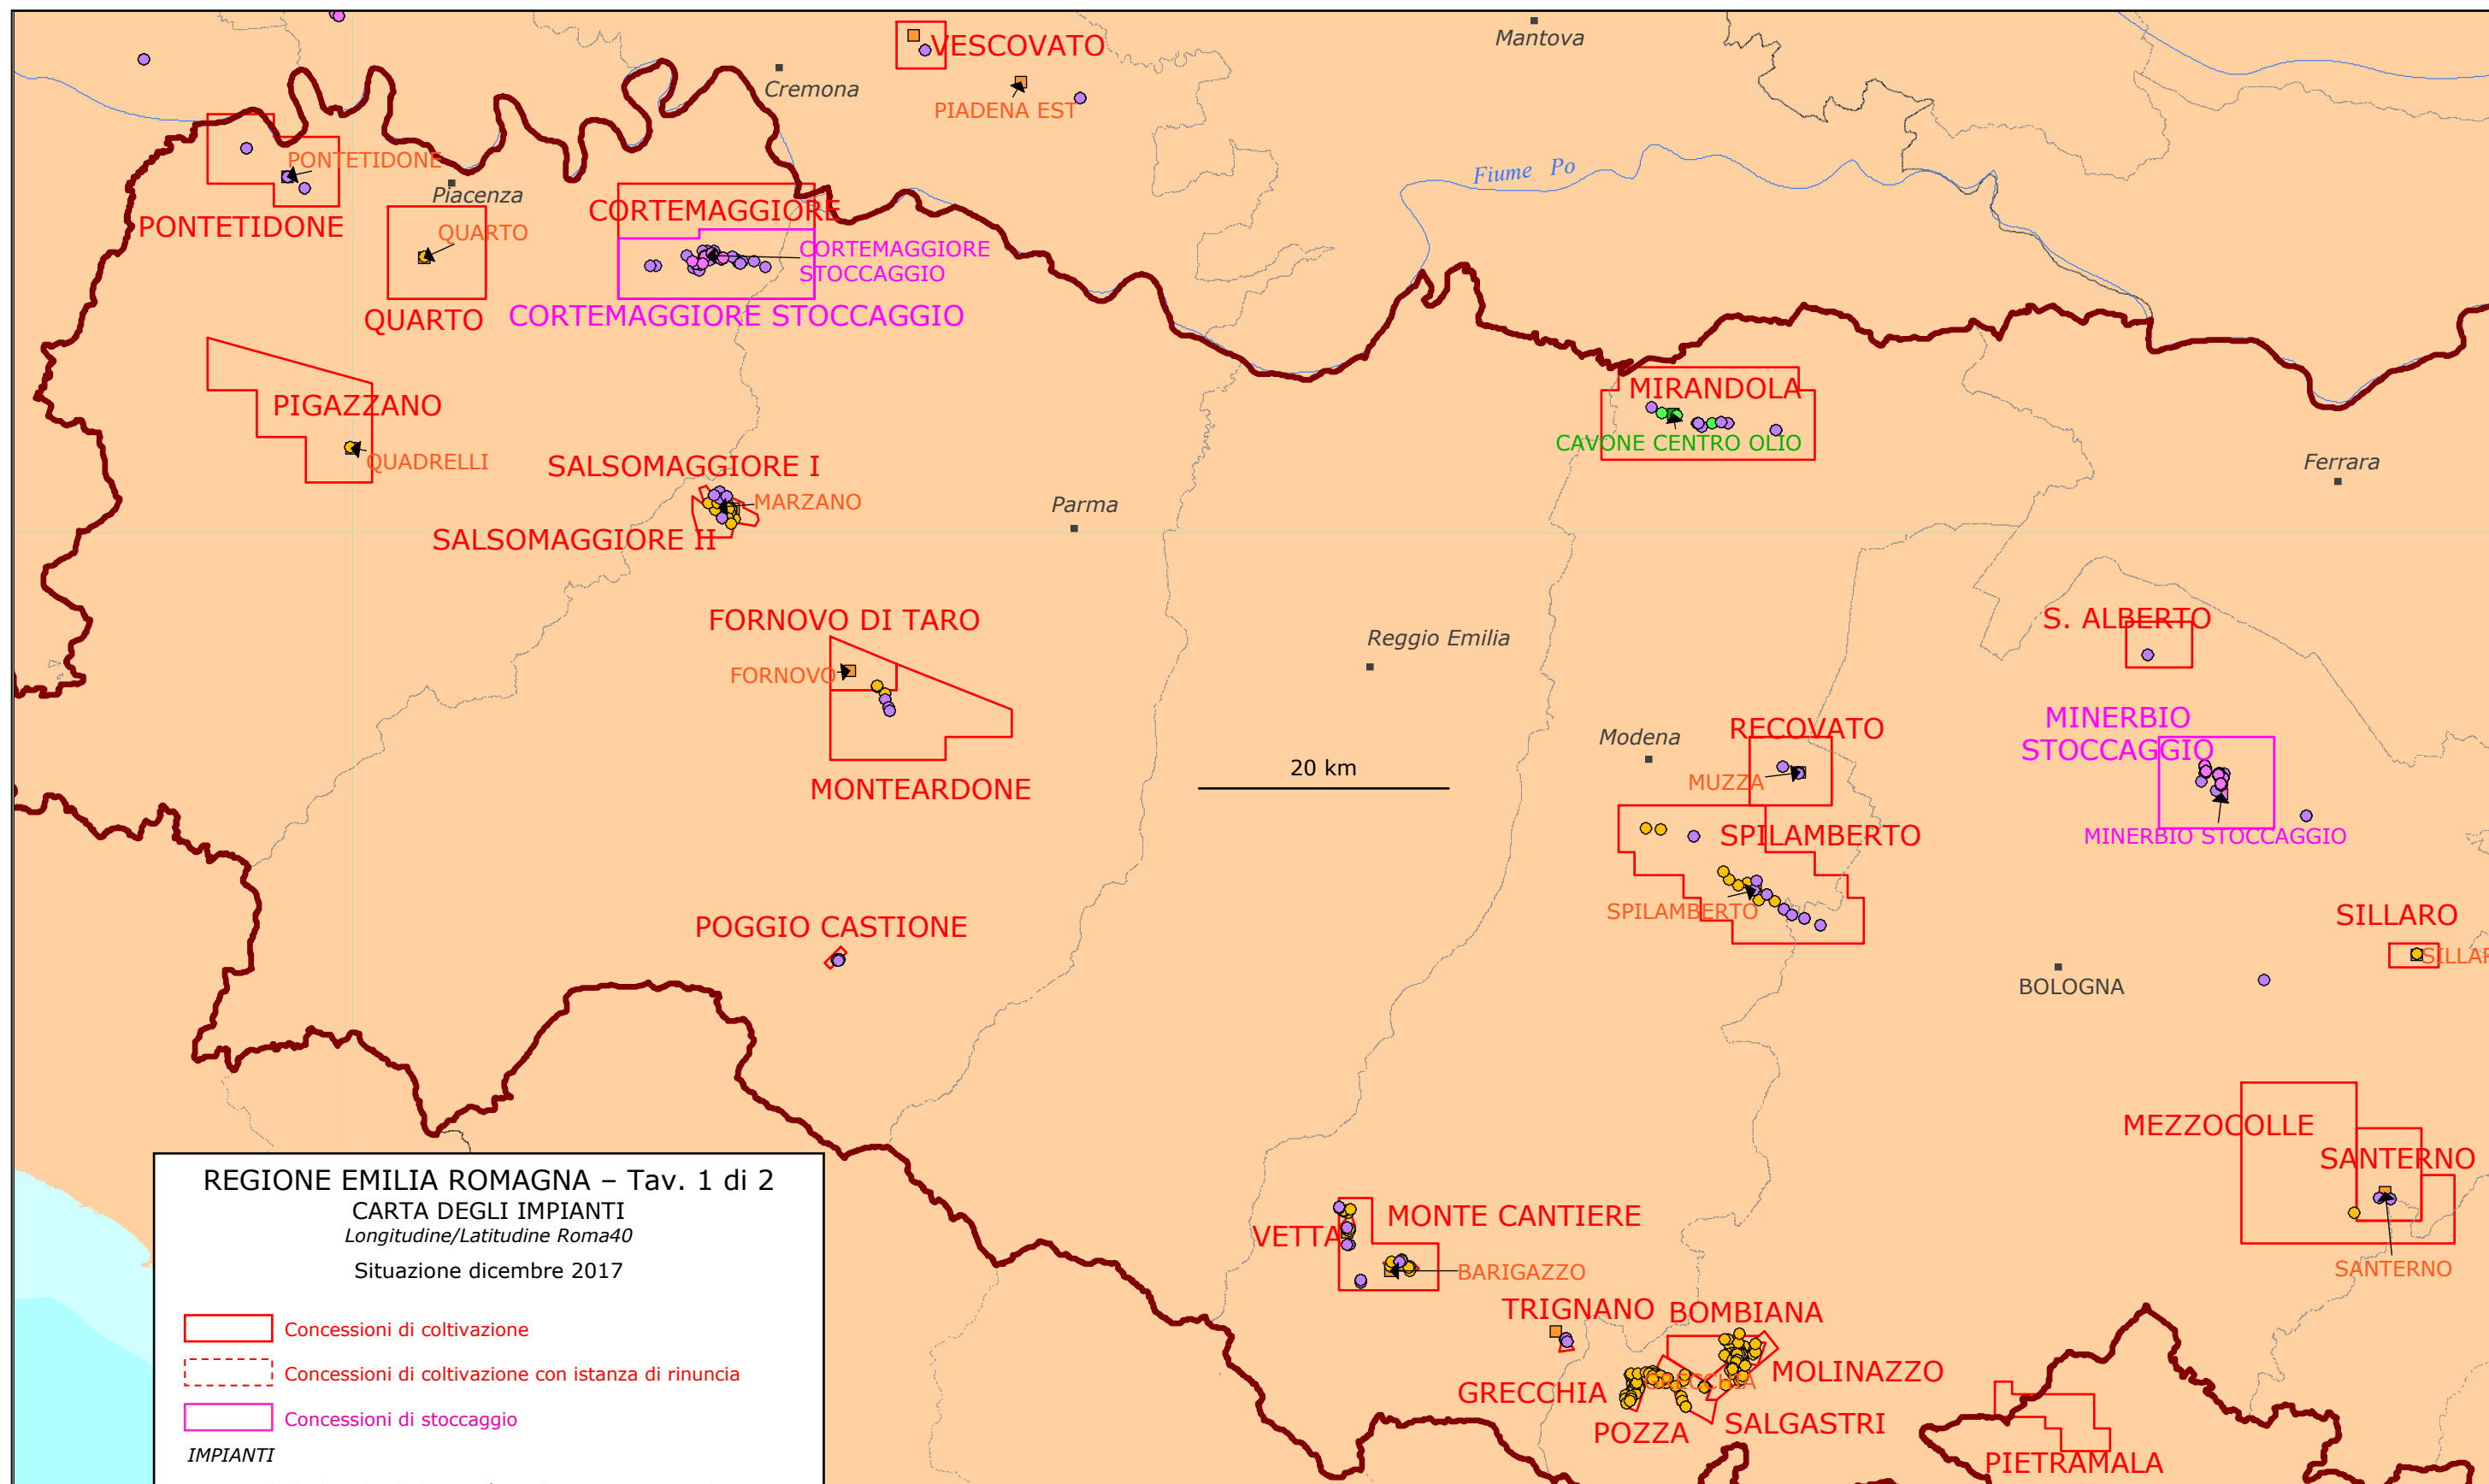 Mantova
VESCOVATO
Cremona
PIADENA EST
PONTETIDONE
Piacenza
Fiume Po
CORTEMAGGIORE
PONTETIDONE
QUARTO
CORTEMAGGIORE
STOCCAGGIO
QUARTO
CORTEMAGGIORE STOCCAGGIO
MIRANDOLA
PIGAZZANO
CAVONE CENTRO OLIO
QUADRELLI
SALSOMAGGIORE I
Ferrara
MARZANO
Parma
SALSOMAGGIORE II
FORNOVO DI TARO
S. ALBERTO
Reggio Emilia
FORNOVO
MINERBIO
STOCCAGGIO
RECOVATO
Modena
20 km
MUZZA
MONTEARDONE
SPILAMBERTO
MINERBIO STOCCAGGIO
SPILAMBERTO
SILLARO
POGGIO CASTIONE
SILLAR
BOLOGNA
MEZZOCOLLE
SANTERNO
MONTE CANTIERE
VETTA
BARIGAZZO
SANTERNO
TRIGNANO
BOMBIANA
MOLINAZZO
GRECCHIA
GRECCHIA
SALGASTRI
POZZA
PIETRAMALA
REGIONE EMILIA ROMAGNA – Tav. 1 di 2
CARTA DEGLI IMPIANTI
Longitudine/Latitudine Roma40
Situazione dicembre 2017
Concessioni di coltivazione
Concessioni di coltivazione con istanza di rinuncia
Concessioni di stoccaggio
IMPIANTI